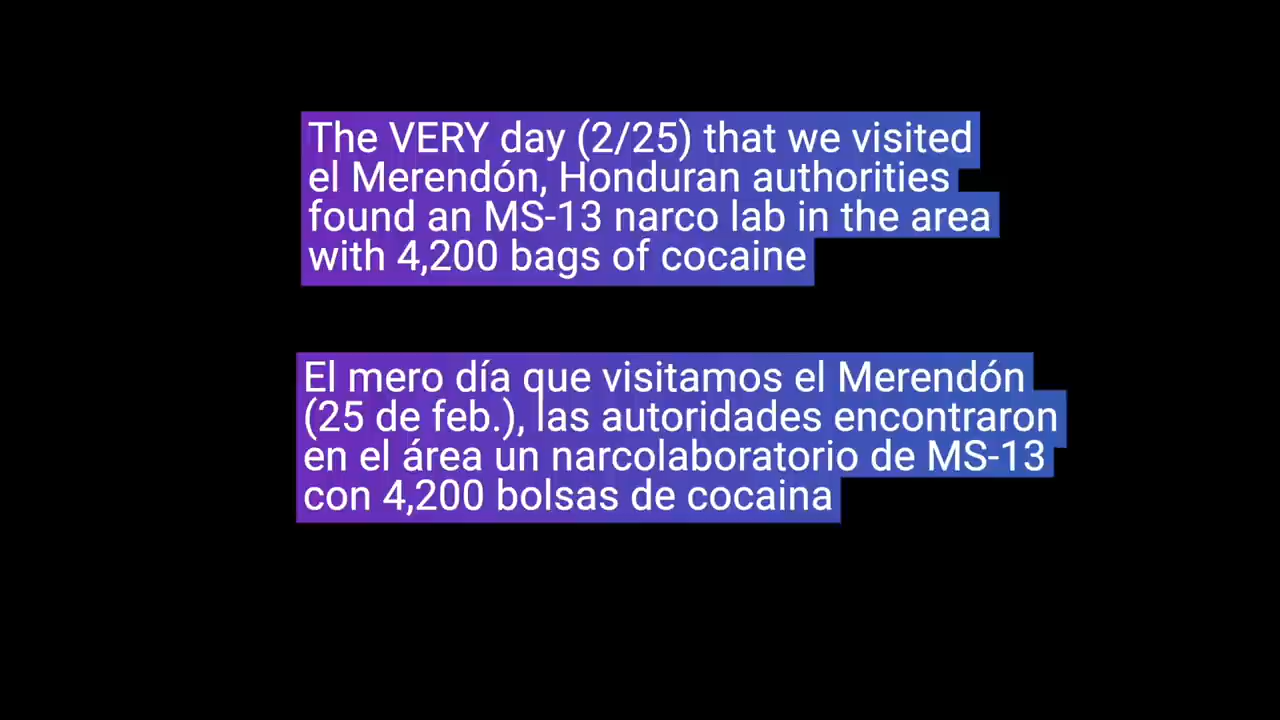 The VERY day (2/25) that we visited
el Merendón, Honduran authorities
found an MS-13 narco lab in the area
with 4,200 bags of cocaine
El mero día que visitamos el Merendón
(25 de feb.), las autoridades encontraron
en el área un narcolaboratorio de MS-13
con 4,200 bolsas de cocaina